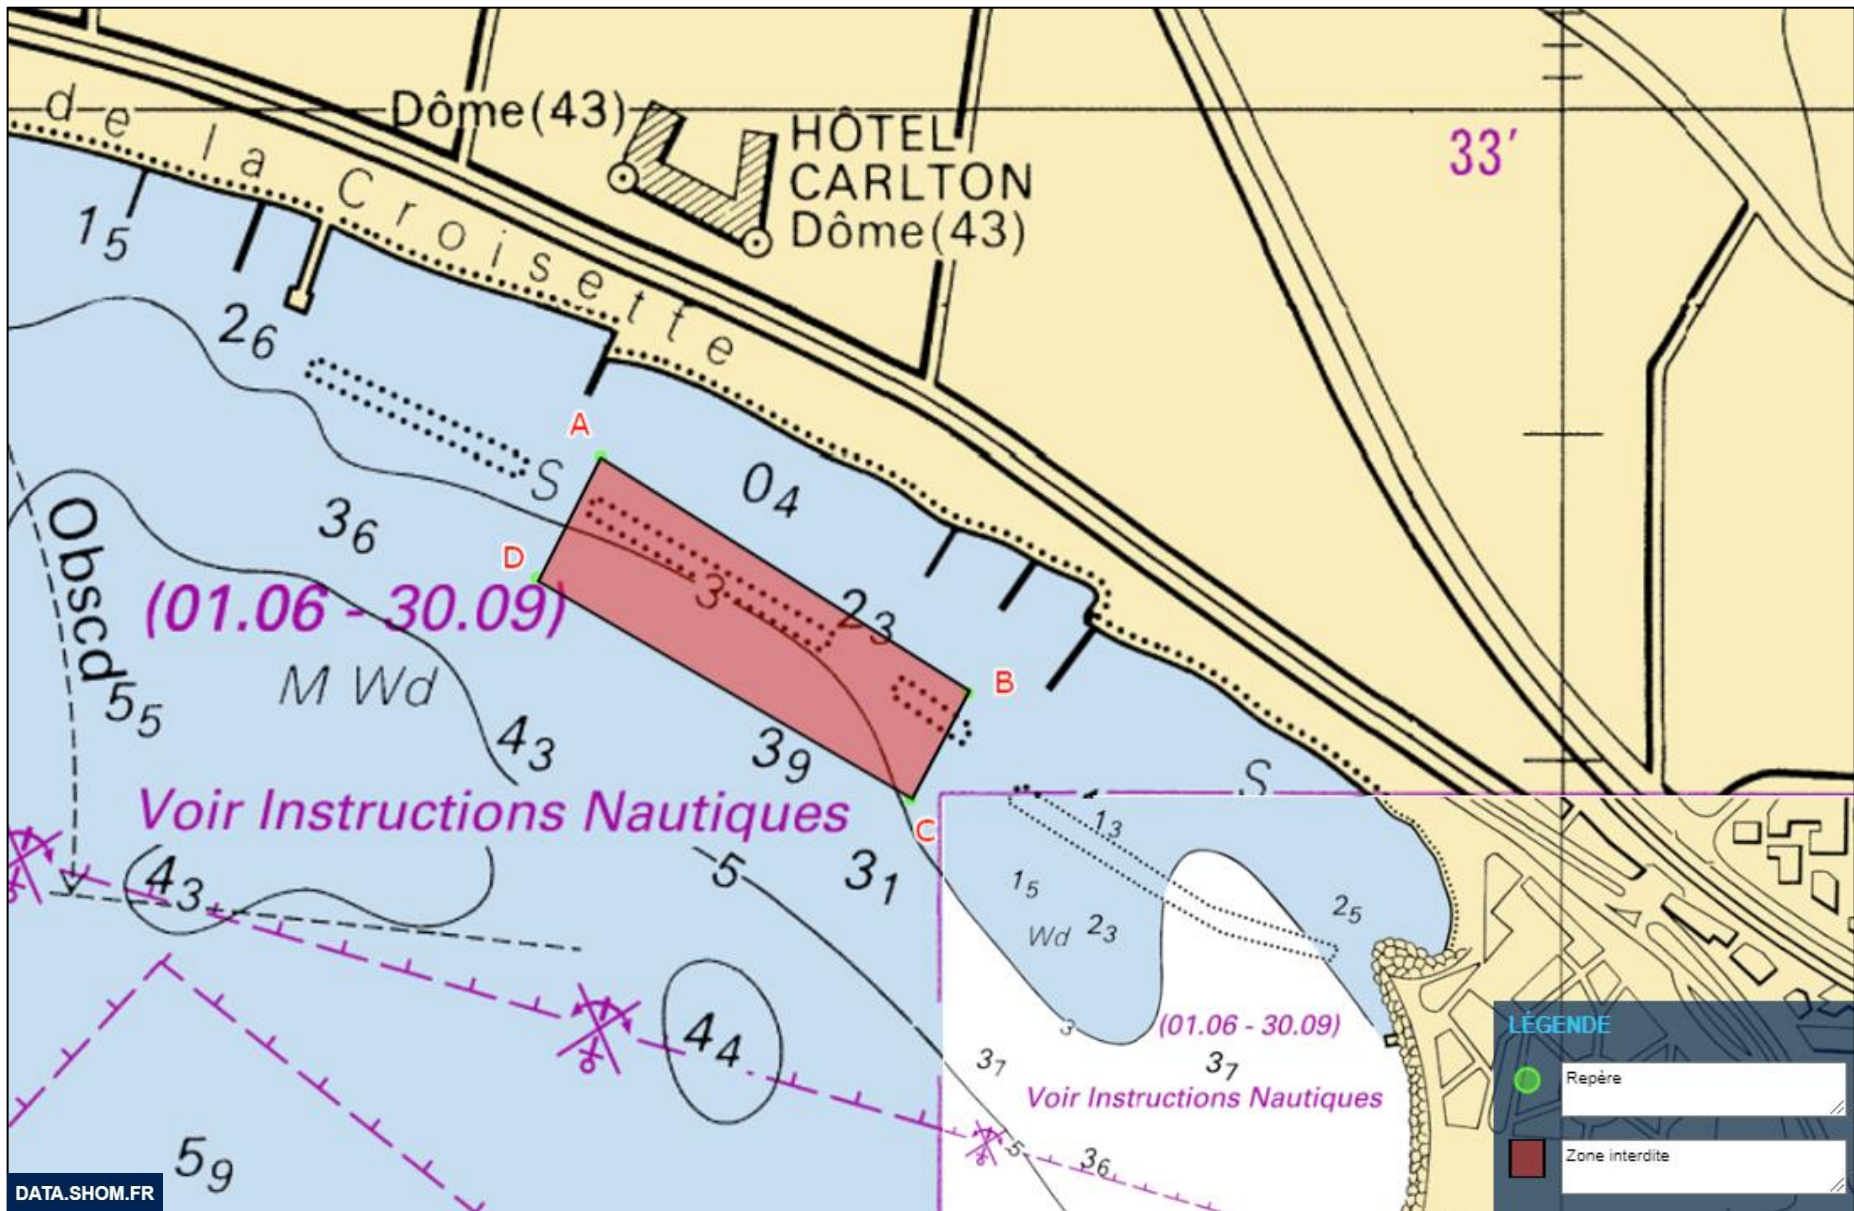 de la Croisette
Dôme(43)
HÔTEL
CARLTON
Dôme(43)
33'
15
26
A
S
04
36
Obscd
D
3
23
(01.06 - 30.09)
B
M Wd
55
43
39
S
Voir Instructions Nautiques
C
13
43
5
31
15
25
Wd
23
3
(01.06 - 30.09)
44
37
37
Voir Instructions Nautiques
5
36
59
LÉGENDE
Repère
Zone interdite
DATA.SHOM.FR